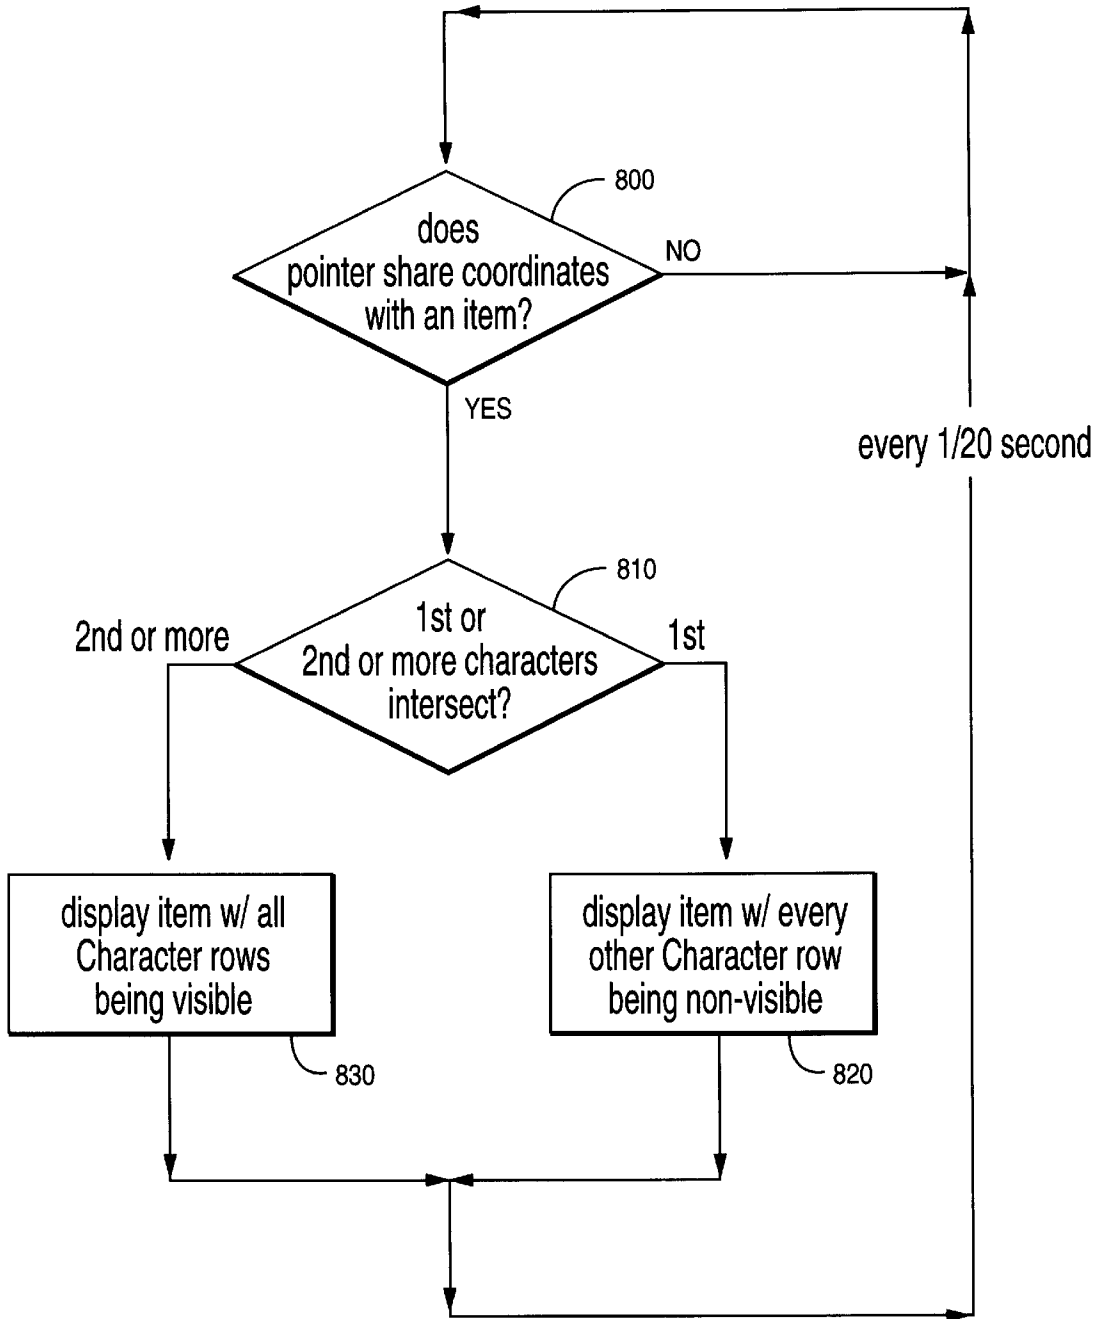 800
does
pointer share coordinates
with an item?
NO
YES
every 1/20 second
810
1st or
2nd or more characters
intersect?
2nd or more
1st
display item w/ all
Character rows
being visible
830
display item w/ every
other Character row
being non-visible
820